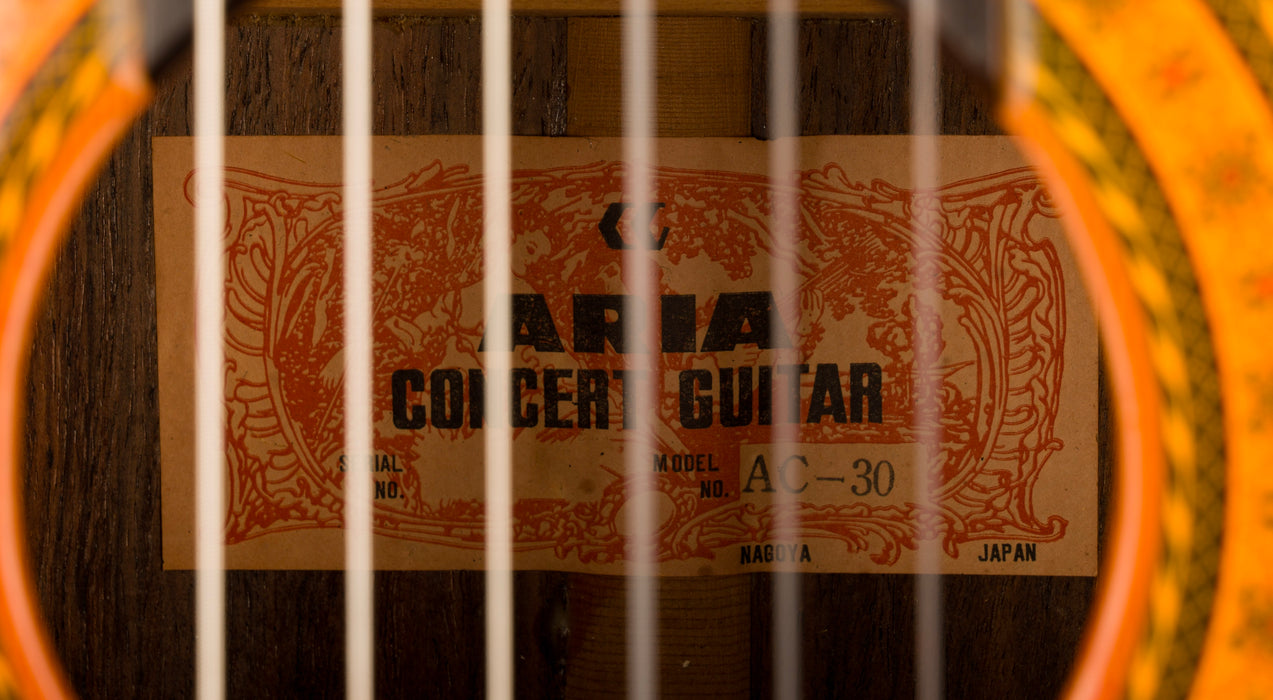 ARIA
CONCERT GUITAR
SERIAL NO.
MODEL NO. AC-30
NAGOYA JAPAN